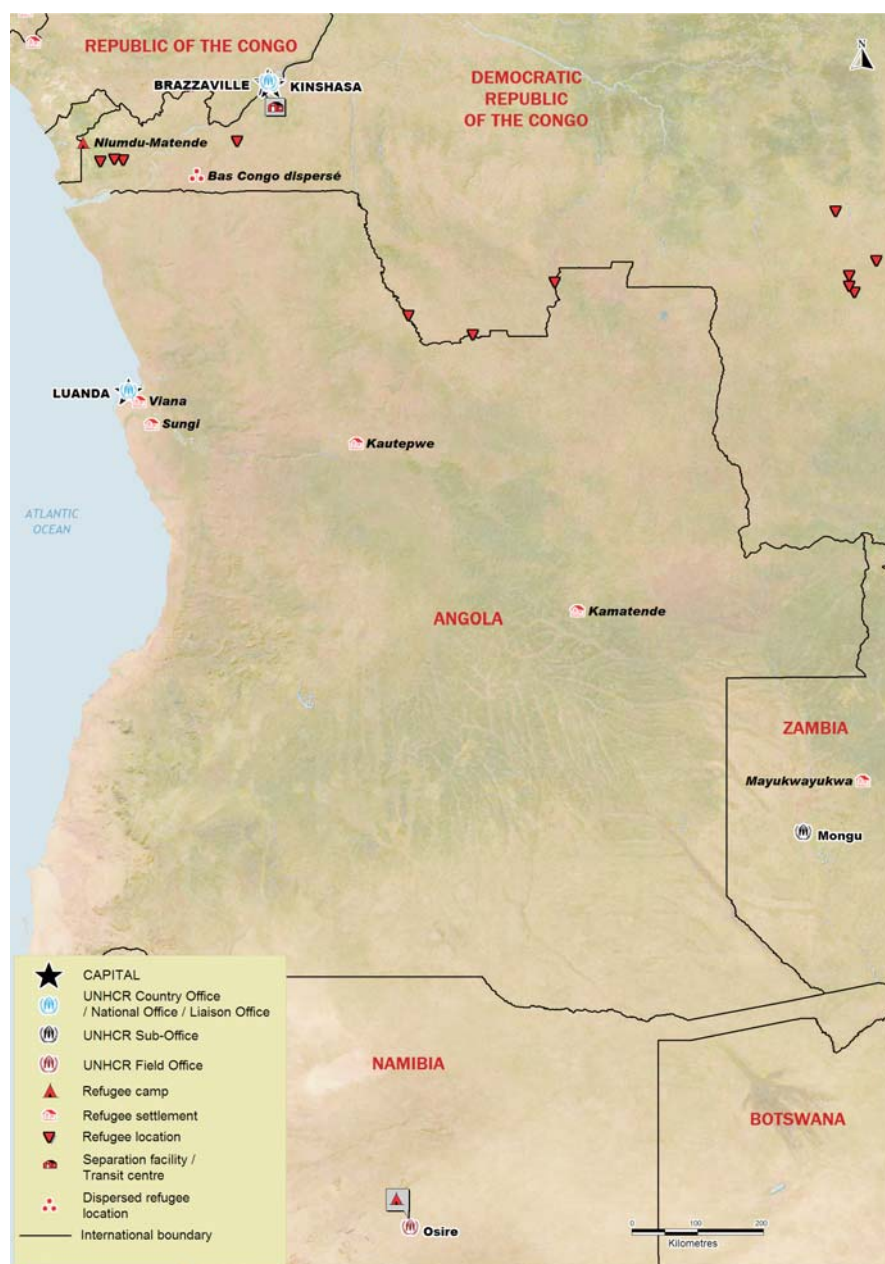 REPUBLIC OF THE CONGO
N
BRAZZAVILLE
KINSHASA
DEMOCRATIC
REPUBLIC
OF THE CONGO
Niumdu-Matende
Bas Congo dispersé
LUANDA
Viana
Sungi
Kautepwe
ATLANTIC
OCEAN
ANGOLA
Kamatende
ZAMBIA
Mayukwayukwa
Mongu
CAPITAL
UNHCR Country Office
/ National Office / Liaison Office
UNHCR Sub-Office
UNHCR Field Office
Refugee camp
Refugee settlement
Refugee location
Separation facility /
Transit centre
Dispersed refugee
location
International boundary
NAMIBIA
BOTSWANA
Osire
0 100 200
Kilometres